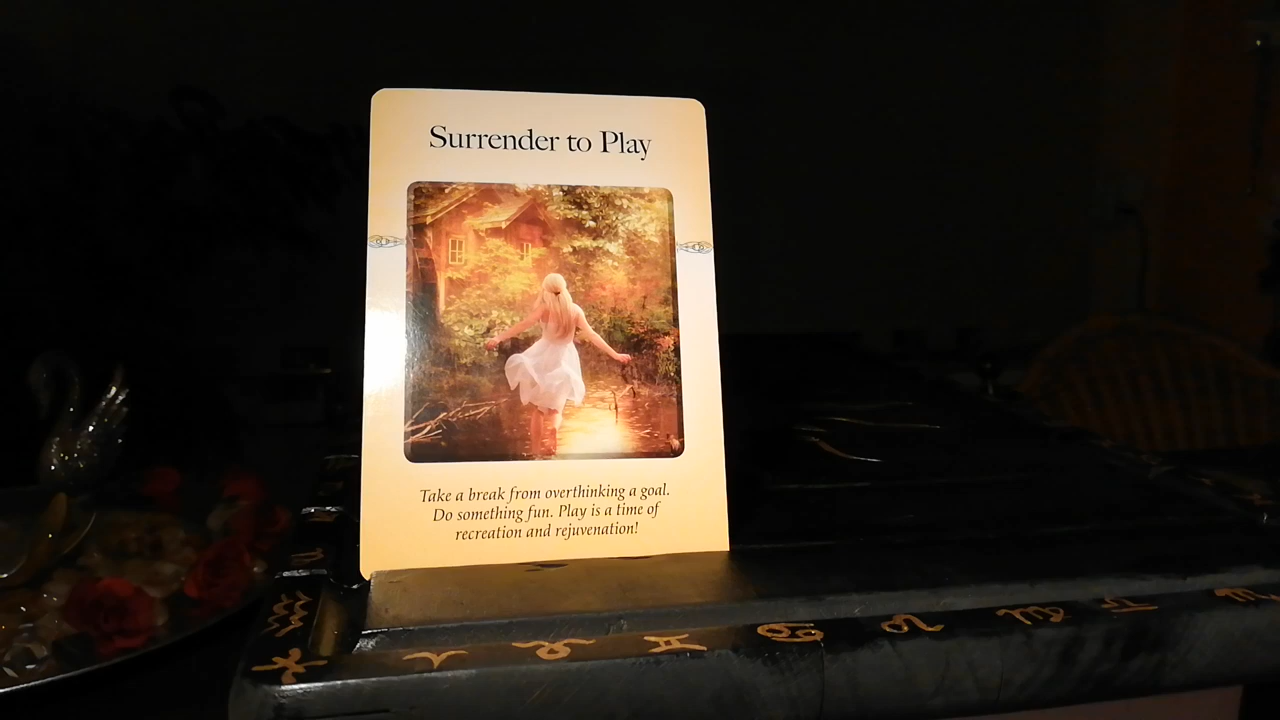 Surrender to Play
Take a break from overthinking a goal.
Do something fun. Play is a time of
recreation and rejuvenation!
♒
♓ ♈ ♉ ♊ ♋ ♌ ♍ ♎ ♏